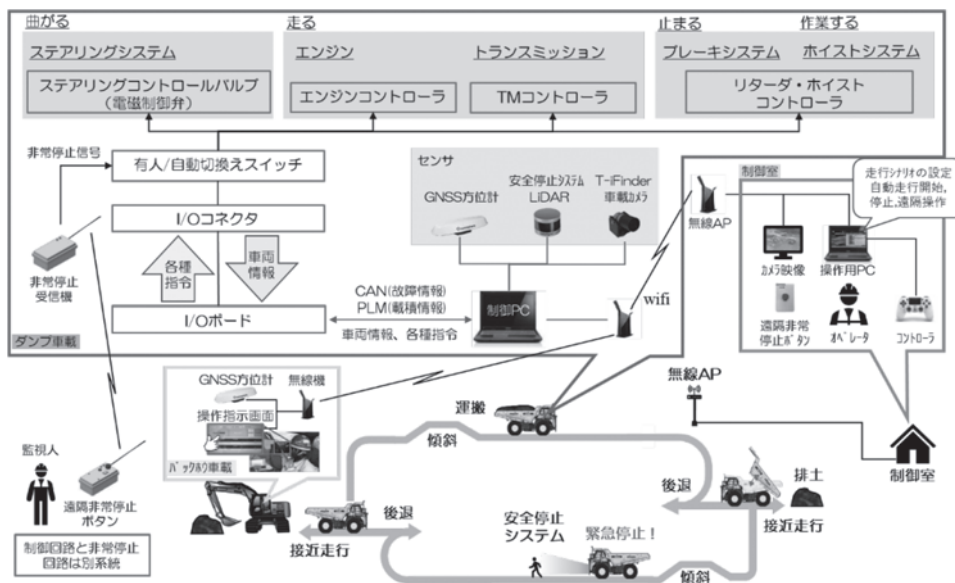 曲がる
ステアリングシステム
ステアリングコントロールバルブ
(電磁制御弁)
走る
エンジン
エンジンコントローラ
トランスミッション
TMコントローラ
止まる
ブレーキシステム
作業する
ホイストシステム
リターダ・ホイスト
コントローラ
非常停止信号
有人/自動切換えスイッチ
I/Oコネクタ
各種
指令
車両
情報
I/Oボード
非常停止
受信機
ダンプ車載
センサ
GNSS方位計
安全停止システム
LIDAR
T-iFinder
車載カメラ
CAN(故障情報)
PLM(載積情報)
車両情報、各種指令
制御PC
wifi
無線AP
制御室
走行シナリオの設定
自動走行開始,
停止,遠隔操作
カメラ映像
操作用PC
遠隔非常
停止ボタン
オペレータ
コントローラ
GNSS方位計
無線機
操作指示画面
バックホウ車載
監視人
遠隔非常停止
ボタン
制御回路と非常停止
回路は別系統
運搬
傾斜
無線AP
制御室
後退
接近走行
後退
排土
接近走行
安全停止
システム
緊急停止!
傾斜